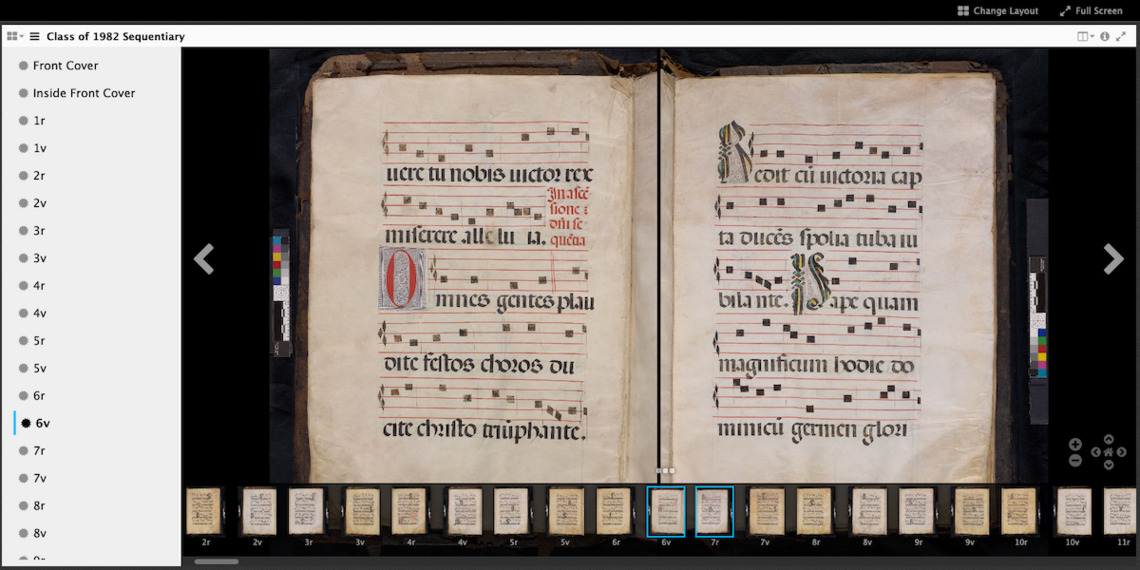 Change Layout
Full Screen
Class of 1982 Sequentiary
Front Cover
Inside Front Cover
1r
1v
2r
2v
3r
3v
4r
4v
5r
5v
6r
6v
7r
7v
8r
8v
9r
uere tu nobis uictor rex
In asce
sione :
dni se
miserere . alle lu ia. quẽtia
Omnes gentes plau
dite festos choros du
cite christo triũphante.
Redit cũ uictoria cap
ta ducẽs spolia tuba iu
bila nte. Psape quam
magnificum hodie do
minicũ germen glori
2r
2v
3r
3v
4r
4v
5r
5v
6r
6v
7r
7v
8r
8v
9r
9v
10r
10v
11r